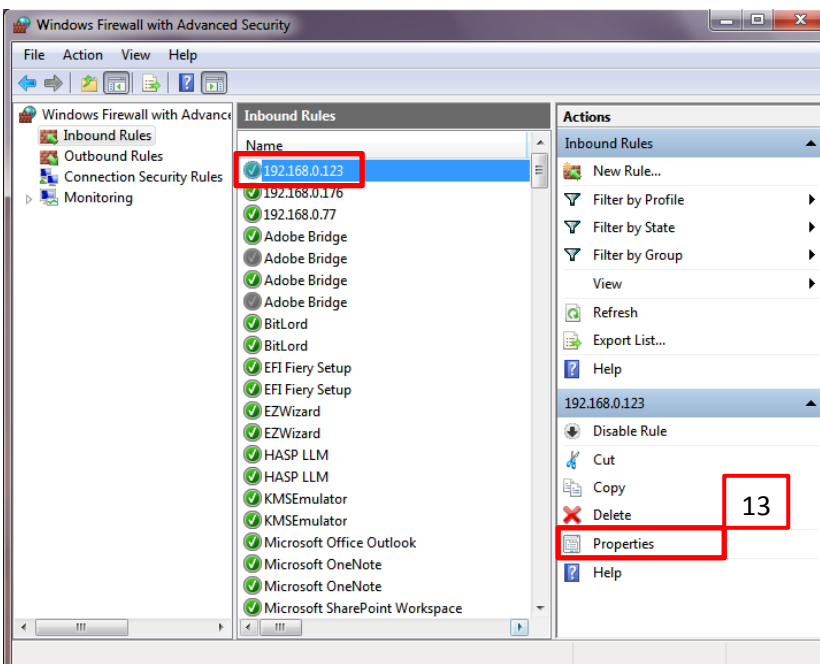 Windows Firewall with Advanced Security
File Action View Help
Windows Firewall with Advance
Inbound Rules
Outbound Rules
Connection Security Rules
Monitoring
Inbound Rules
Name
192.168.0.123
192.168.0.176
192.168.0.77
Adobe Bridge
Adobe Bridge
Adobe Bridge
Adobe Bridge
BitLord
BitLord
EFI Fiery Setup
EFI Fiery Setup
EZWizard
EZWizard
HASP LLM
HASP LLM
KMSEmulator
KMSEmulator
Microsoft Office Outlook
Microsoft OneNote
Microsoft OneNote
Microsoft SharePoint Workspace
Actions
Inbound Rules
New Rule...
Filter by Profile
Filter by State
Filter by Group
View
Refresh
Export List...
Help
192.168.0.123
Disable Rule
Cut
Copy
Delete
13
Properties
Help